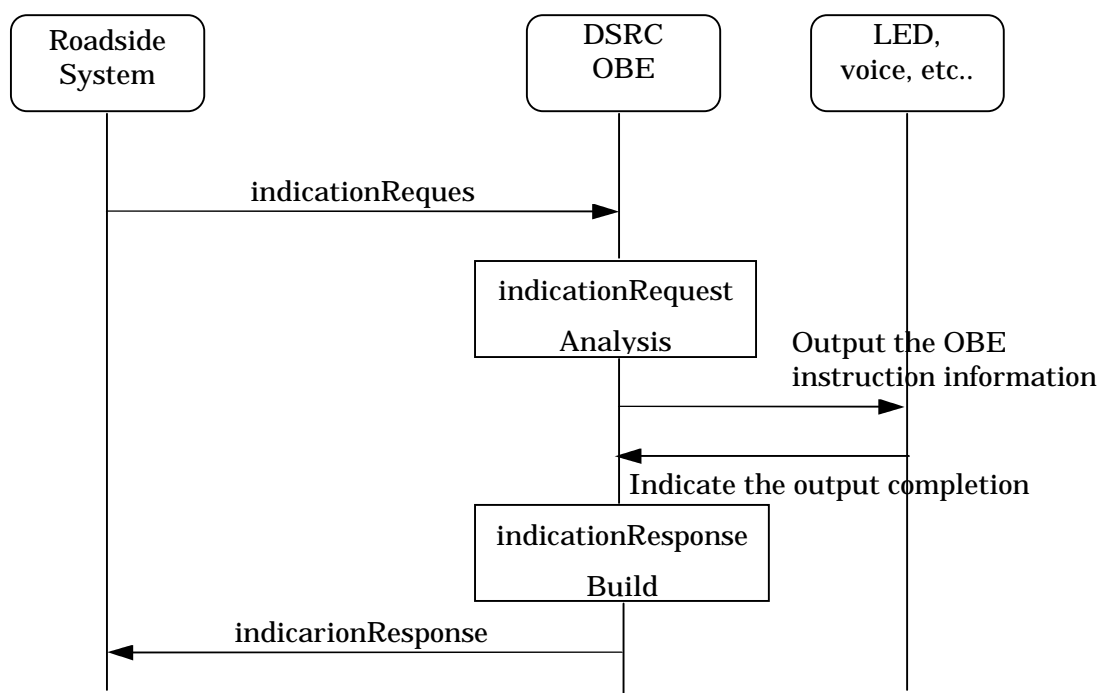 Roadside
System
DSRC
OBE
LED,
voice, etc..
indicationReques
indicationRequest
Analysis
Output the OBE
instruction information
Indicate the output completion
indicationResponse
Build
indicarionResponse